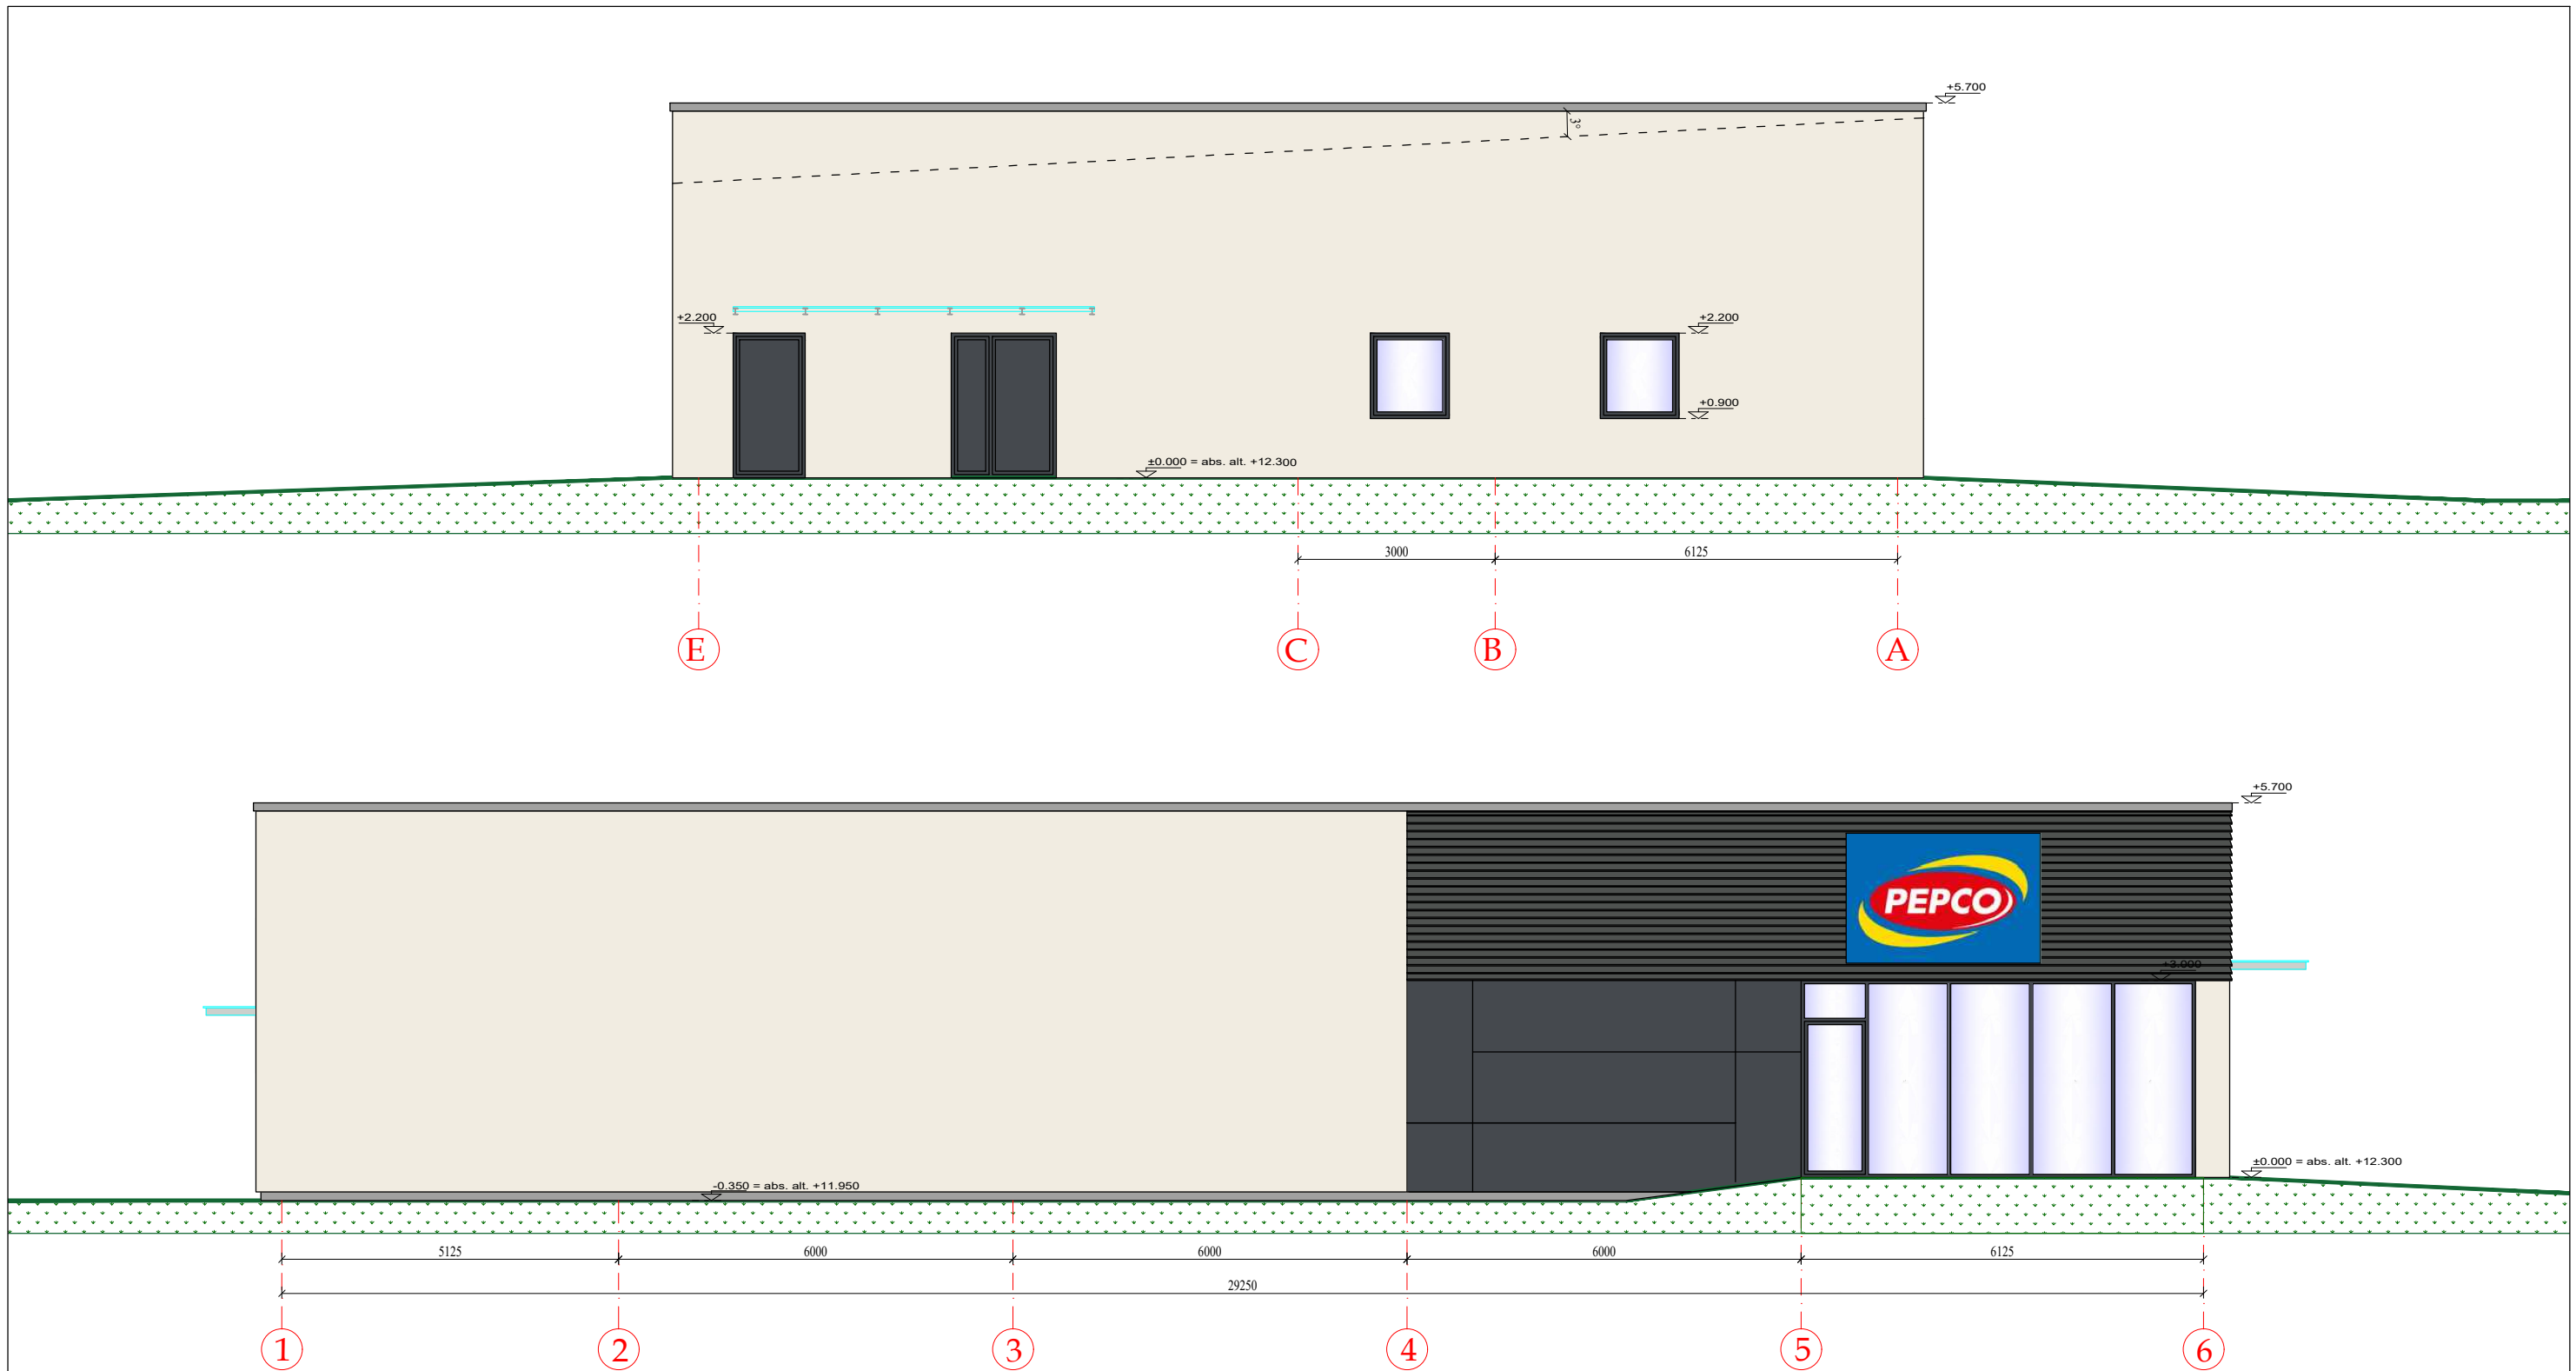 +5.700
3°
+2.200
+2.200
+0.900
±0.000 = abs. alt. +12.300
3000
6125
E
C
B
A
+5.700
PEPCO
+3.000
±0.000 = abs. alt. +12.300
-0.350 = abs. alt. +11.950
5125
6000
6000
6000
6125
29250
1
2
3
4
5
6